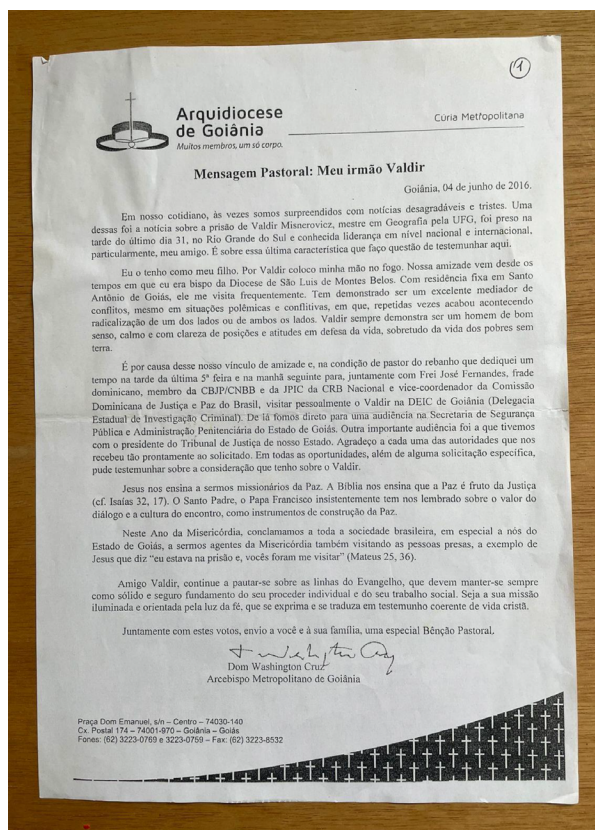 1
Arquidiocese
de Goiânia
Muitos membros, um só corpo.
Cúria Metropolitana
Mensagem Pastoral: Meu irmão Valdir
Goiânia, 04 de junho de 2016.
Em nosso cotidiano, às vezes somos surpreendidos com notícias desagradáveis e tristes. Uma
dessas foi a notícia sobre a prisão de Valdir Misnerovicz, mestre em Geografia pela UFG, foi preso na
tarde do último dia 31, no Rio Grande do Sul e conhecida liderança em nível nacional e internacional,
particularmente, meu amigo. É sobre essa última característica que faço questão de testemunhar aqui.
Eu o tenho como meu filho. Por Valdir coloco minha mão no fogo. Nossa amizade vem desde os
tempos em que eu era bispo da Diocese de São Luis de Montes Belos. Com residência fixa em Santo
Antônio de Goiás, ele me visita frequentemente. Tem demonstrado ser um excelente mediador de
conflitos, mesmo em situações polêmicas e conflitivas, em que, repetidas vezes acabou acontecendo
radicalização de um dos lados ou de ambos os lados. Valdir sempre demonstra ser um homem de bom
senso, calmo e com clareza de posições e atitudes em defesa da vida, sobretudo da vida dos pobres sem
terra.
É por causa desse nosso vínculo de amizade e, na condição de pastor do rebanho que dediquei um
tempo na tarde da última 5ª feira e na manhã seguinte para, juntamente com Frei José Fernandes, frade
dominicano, membro da CBJP/CNBB e da JPIC da CRB Nacional e vice-coordenador da Comissão
Dominicana de Justiça e Paz do Brasil, visitar pessoalmente o Valdir na DEIC de Goiânia (Delegacia
Estadual de Investigação Criminal). De lá fomos direto para uma audiência na Secretaria de Segurança
Pública e Administração Penitenciária do Estado de Goiás. Outra importante audiência foi a que tivemos
com o presidente do Tribunal de Justiça de nosso Estado. Agradeço a cada uma das autoridades que nos
recebeu tão prontamente ao solicitado. Em todas as oportunidades, além de alguma solicitação específica,
pude testemunhar sobre a consideração que tenho sobre o Valdir.
Jesus nos ensina a sermos missionários da Paz. A Bíblia nos ensina que a Paz é fruto da Justiça
(cf. Isaías 32, 17). O Santo Padre, o Papa Francisco insistentemente tem nos lembrado sobre o valor do
diálogo e a cultura do encontro, como instrumentos de construção da Paz.
Neste Ano da Misericórdia, conclamamos a toda a sociedade brasileira, em especial a nós do
Estado de Goiás, a sermos agentes da Misericórdia também visitando as pessoas presas, a exemplo de
Jesus que diz “eu estava na prisão e, vocês foram me visitar” (Mateus 25, 36).
Amigo Valdir, continue a pautar-se sobre as linhas do Evangelho, que devem manter-se sempre
como sólido e seguro fundamento do seu proceder individual e do seu trabalho social. Seja a sua missão
iluminada e orientada pela luz da fé, que se exprima e se traduza em testemunho coerente de vida cristã.
Juntamente com estes votos, envio a você e à sua família, uma especial Bênção Pastoral.
Dom Washington Cruz
Arcebispo Metropolitano de Goiânia
Praça Dom Emanuel, s/n – Centro – 74030-140
Cx. Postal 174 – 74001-970 – Goiânia – Goiás
Fones: (62) 3223-0769 e 3223-0759 – Fax: (62) 3223-8532